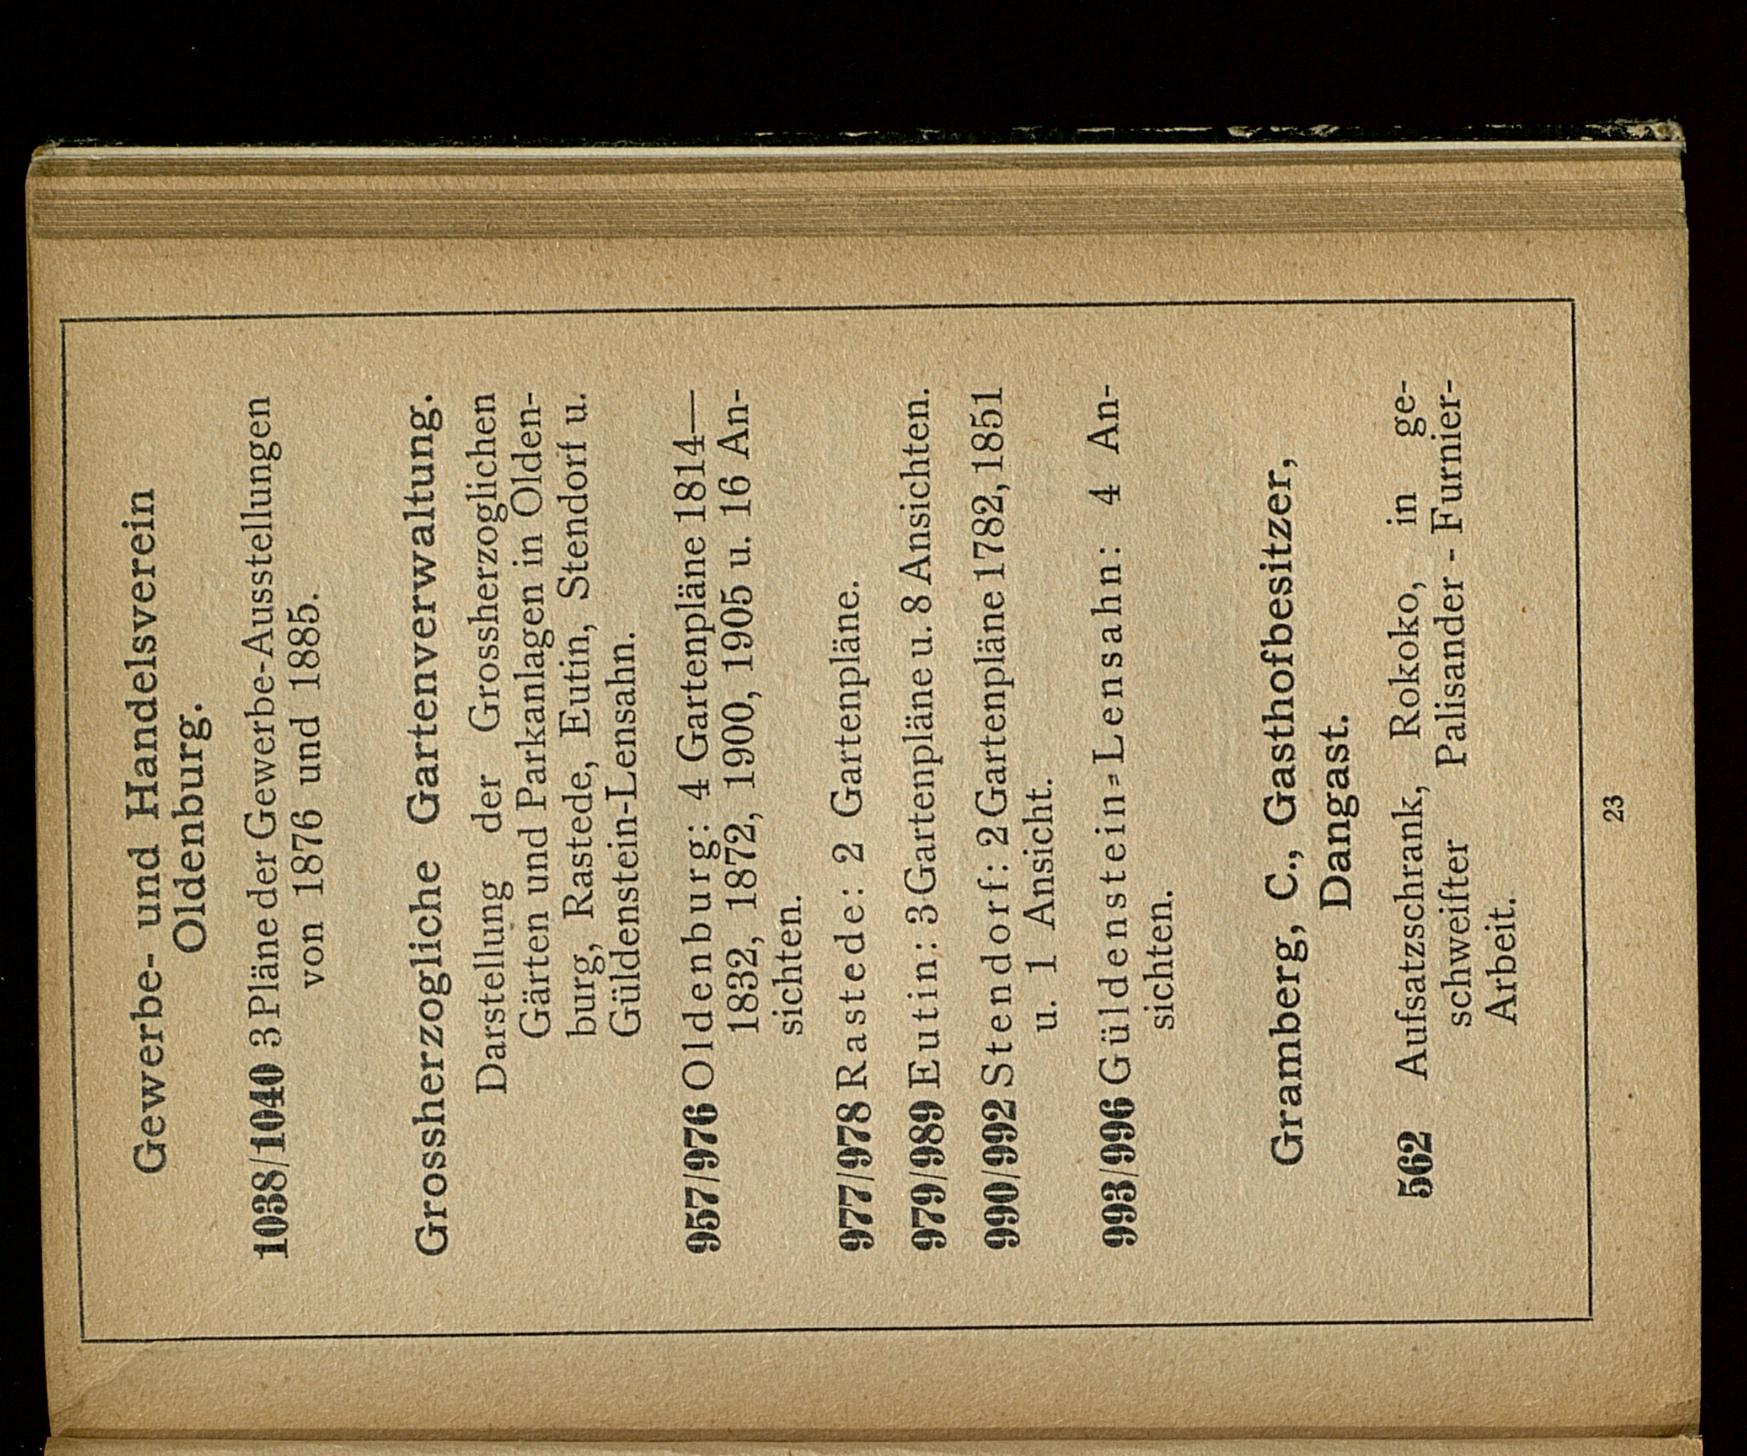 Gewerbe- und Handelsverein
Oldenburg.
1038/1040 3 Pläne der Gewerbe-Ausstellungen
von 1876 und 1885.
Grossherzogliche Gartenverwaltung.
Darstellung der Grossherzoglichen
Gärten und Parkanlagen in Olden-
burg, Rastede, Eutin, Stendorf u.
Güldenstein-Lensahn.
957/976 Oldenburg: 4 Gartenpläne 1814—
1832, 1872, 1900, 1905 u. 16 An-
sichten.
977/978 Rastede: 2 Gartenpläne.
979/989 Eutin: 3 Gartenpläne u. 8 Ansichten.
990/992 Stendorf: 2 Gartenpläne 1782, 1851
u. 1 Ansicht.
993/996 Güldenstein-Lensahn: 4 An-
sichten.
Gramberg, C., Gasthofbesitzer,
Dangast.
562 Aufsatzschrank, Rokoko, in ge-
schweifter Palisander - Furnier-
Arbeit.
23